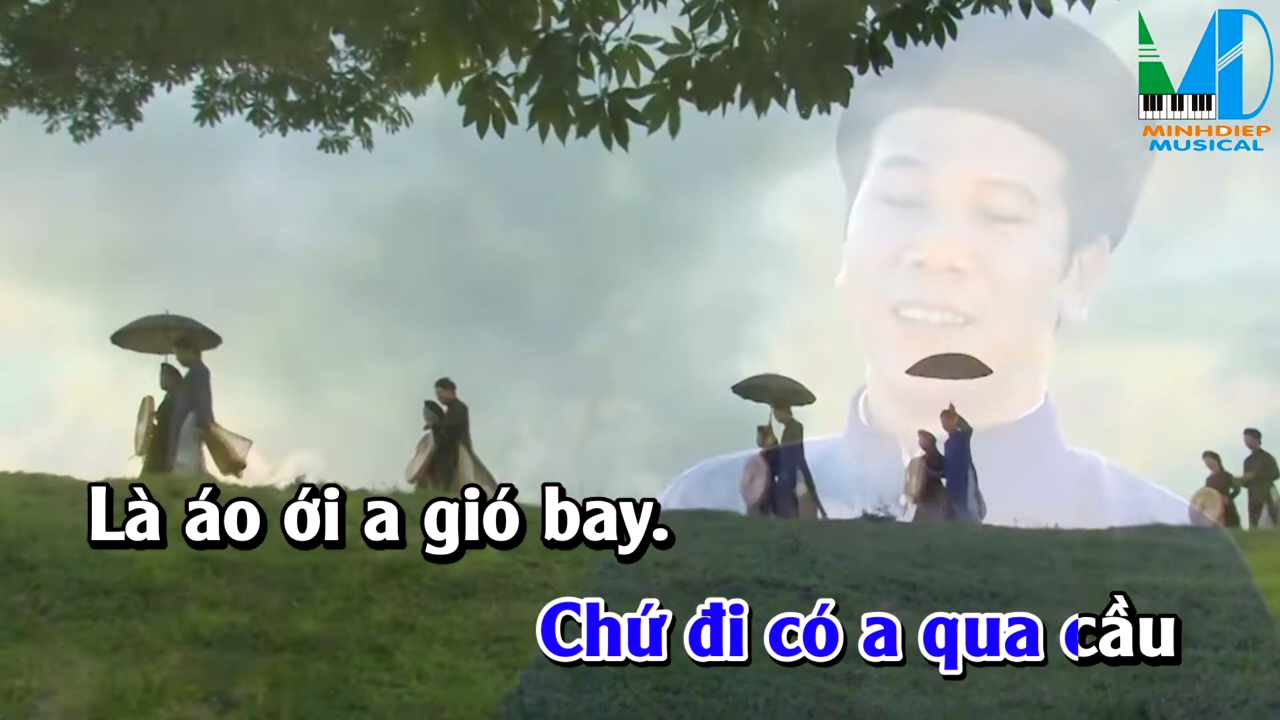 MINHDIEP
MUSICAL
Là áo ới a gió bay.
Chứ đi có a qua cầu